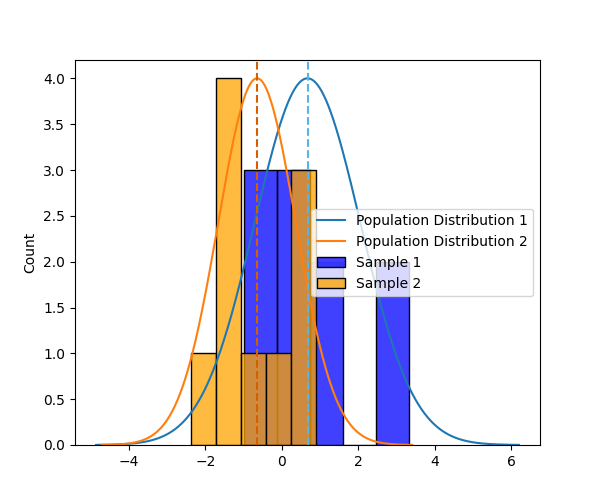 4.0
3.5
3.0
2.5
2.0
1.5
1.0
0.5
0.0
Count
Population Distribution 1
Population Distribution 2
Sample 1
Sample 2
−4 −2 0 2 4 6